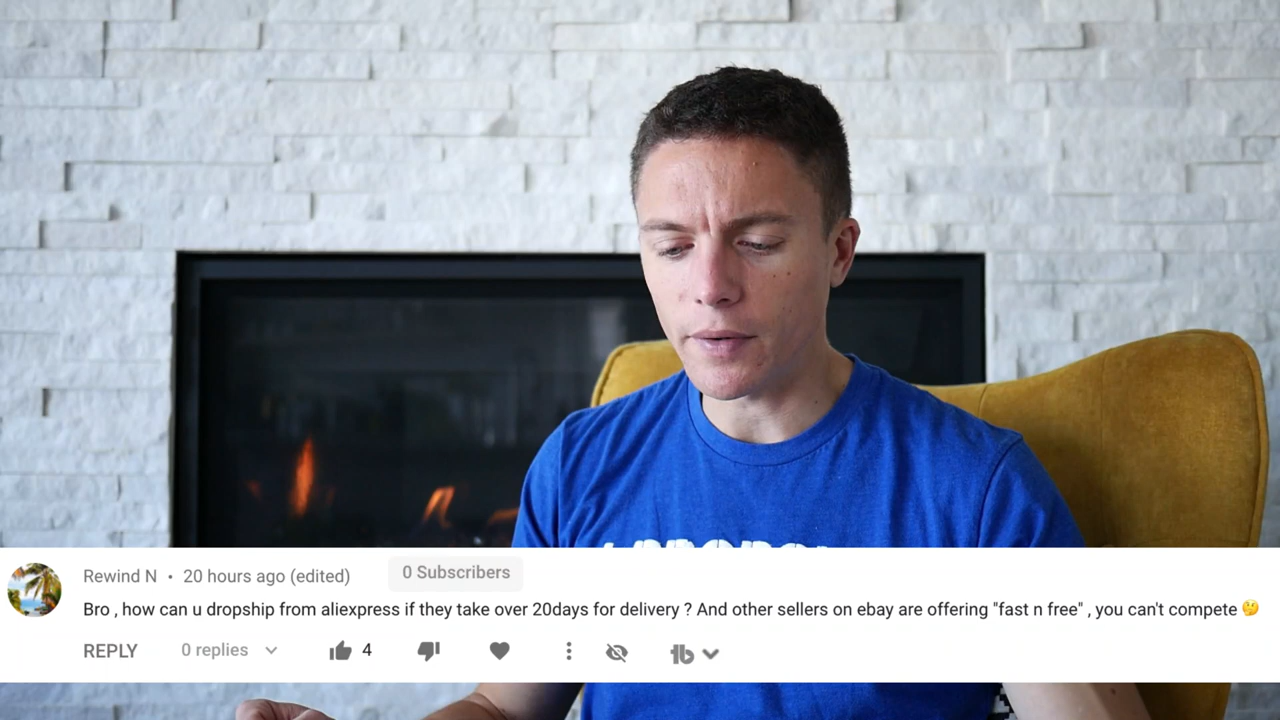 Rewind N • 20 hours ago (edited) 0 Subscribers
Bro , how can u dropship from aliexpress if they take over 20days for delivery ? And other sellers on ebay are offering "fast n free" , you can't compete 🤔
REPLY 0 replies 4